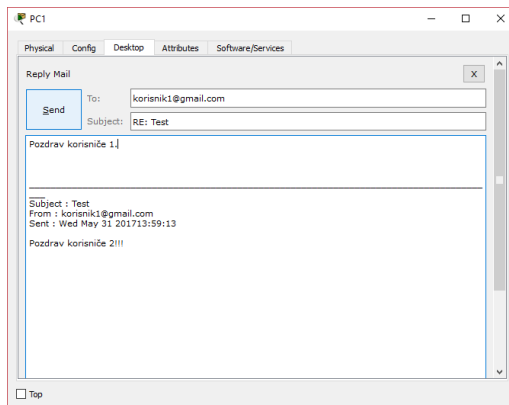 PC1
Physical Config Desktop Attributes Software/Services
Reply Mail
X
Send
To: korisnik1@gmail.com
Subject: RE: Test
Pozdrav korisniče 1.
Subject : Test
From : korisnik1@gmail.com
Sent : Wed May 31 201713:59:13
Pozdrav korisniče 2!!!
Top